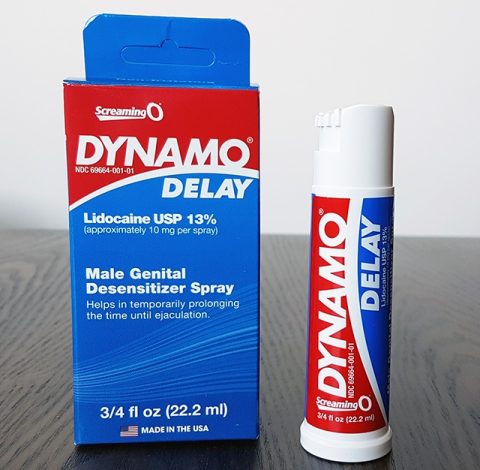 Screaming O
DYNAMO®
NDC 69664-001-01
DELAY
Lidocaine USP 13%
(approximately 10 mg per spray)
Male Genital
Desensitizer Spray
Helps in temporarily prolonging
the time until ejaculation.
3/4 fl oz (22.2 ml)
MADE IN THE USA
DYNAMO®
NDC 69664-001-01
DELAY
Lidocaine USP 13%
Screaming O
3/4 fl oz (22.2 ml)